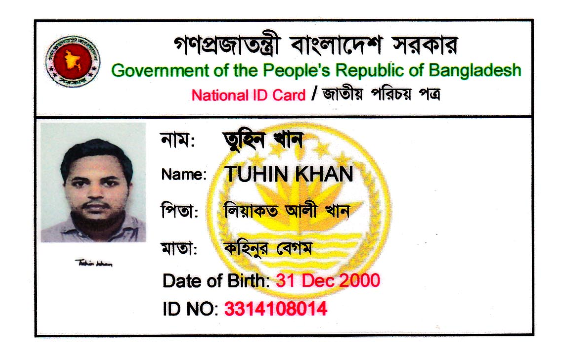 গণপ্রজাতন্ত্রী বাংলাদেশ সরকার
Government of the People's Republic of Bangladesh
National ID Card / জাতীয় পরিচয় পত্র
নাম: তুহিন খান
Name: TUHIN KHAN
পিতা: লিয়াকত আলী খান
মাতা: কহিনুর বেগম
Tuhin khan
Date of Birth: 31 Dec 2000
ID NO: 3314108014